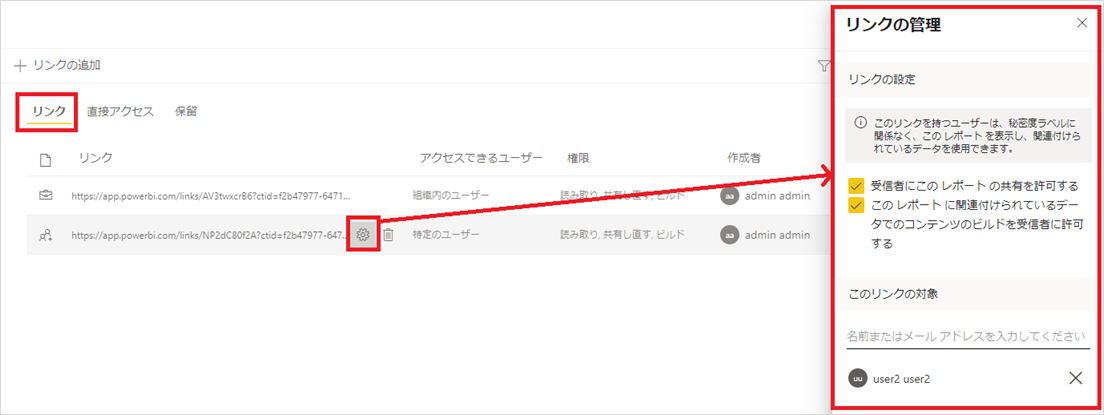 リンクの管理
リンクの追加
リンクの設定
リンク 直接アクセス 保留
このリンクを持つユーザーは、秘密度ラベルに
関係なく、この レポート を表示し、関連付けら
れているデータを使用できます。
リンク アクセスできるユーザー 権限 作成者
https://app.powerbi.com/links/AV3twxcrB6?ctid=f2b47977-6471... 組織内のユーザー 読み取り, 共有し直す, ビルド aa admin admin
https://app.powerbi.com/links/NP2dC80f2A?ctid=f2b47977-647... 特定のユーザー 読み取り, 共有し直す, ビルド aa admin admin
受信者にこの レポート の共有を許可する
この レポート に関連付けられているデー
タでのコンテンツのビルドを受信者に許可
する
このリンクの対象
名前またはメール アドレスを入力してください
uu user2 user2